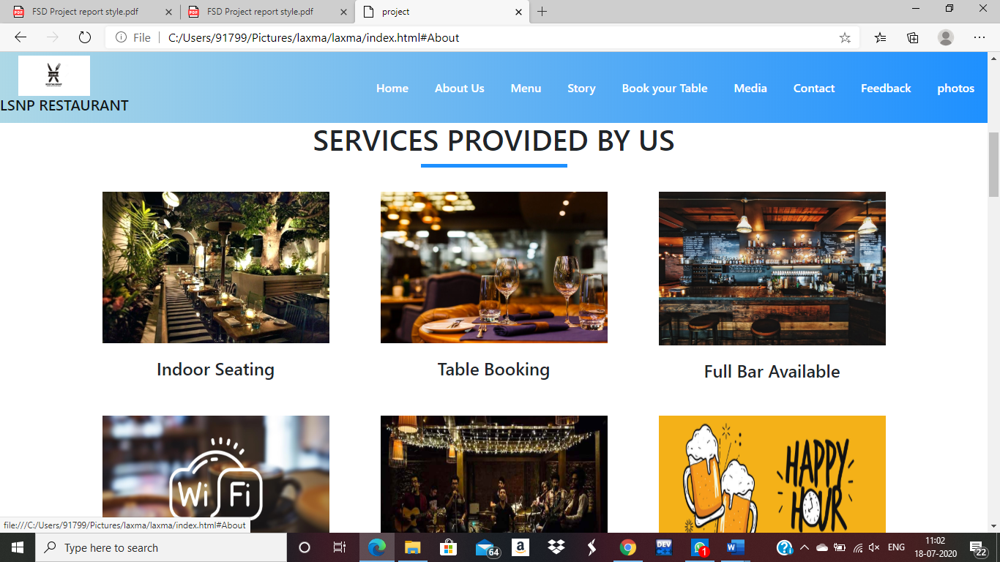 FSD Project report style.pdf
FSD Project report style.pdf
project
File
C:/Users/91799/Pictures/laxma/laxma/index.html#About
LSNP RESTAURANT
Home
About Us
Menu
Story
Book your Table
Media
Contact
Feedback
photos
SERVICES PROVIDED BY US
Indoor Seating
Table Booking
Full Bar Available
Wi Fi
HAPPY
HOUR
file:///C:/Users/91799/Pictures/laxma/laxma/index.html#About
Type here to search
64
DEV
1
ENG
11:02
18-07-2020
22